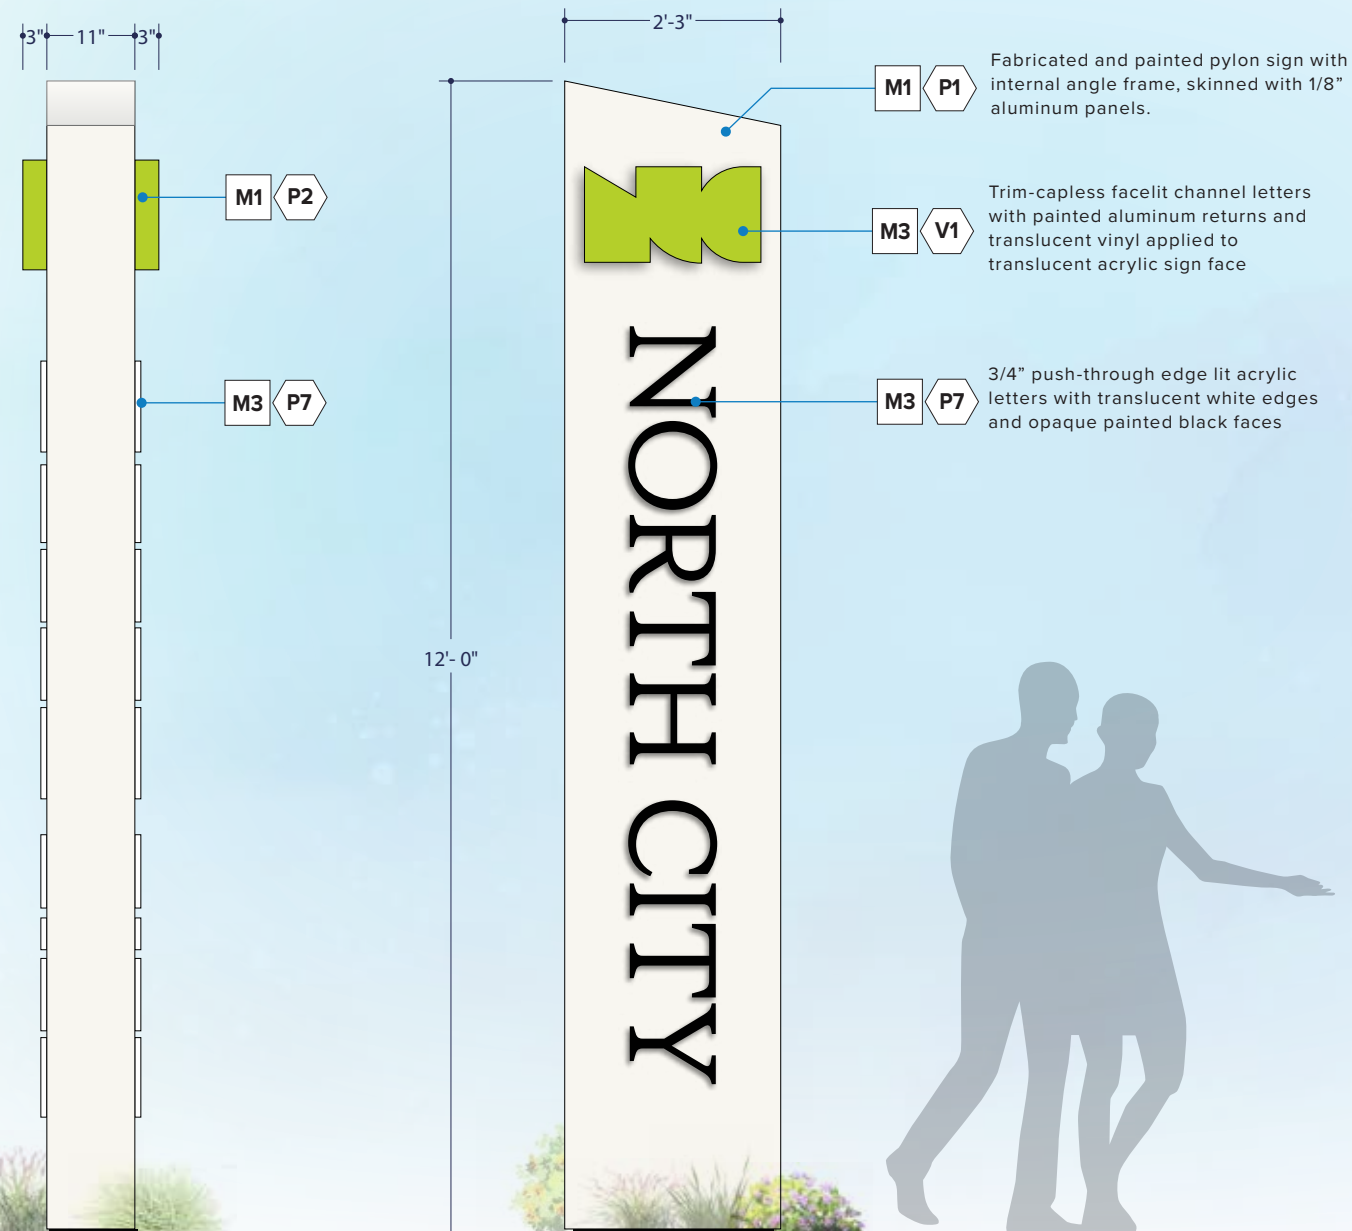 3" 11" 3"
2'-3"
M1 P1
Fabricated and painted pylon sign with
internal angle frame, skinned with 1/8”
aluminum panels.
M1 P2
NC
M3 V1
Trim-capless facelit channel letters
with painted aluminum returns and
translucent vinyl applied to
translucent acrylic sign face
M3 P7
NORTH CITY
M3 P7
3/4” push-through edge lit acrylic
letters with translucent white edges
and opaque painted black faces
12'- 0"